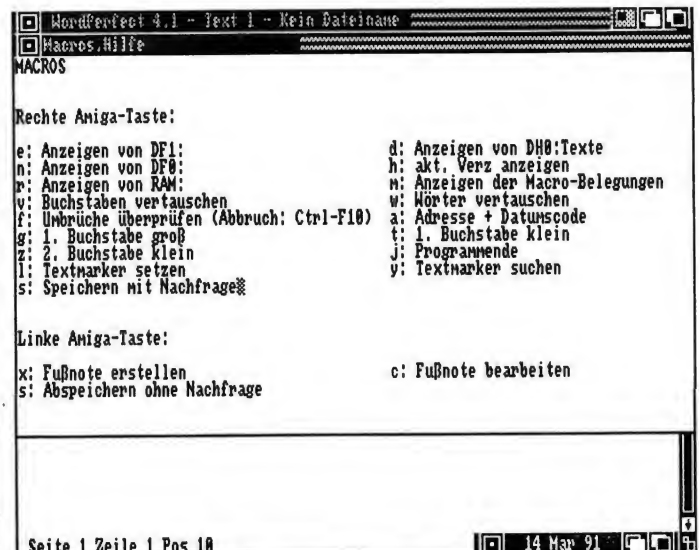 WordPerfect 4.1 - Text 1 - Kein Dateiname
Macros.Hilfe
MACROS
Rechte Amiga-Taste:
e: Anzeigen von DF1: d: Anzeigen von DH0:Texte
n: Anzeigen von DF0: h: akt. Verz anzeigen
r: Anzeigen von RAM: m: Anzeigen der Macro-Belegungen
v: Buchstaben vertauschen w: Wörter vertauschen
f: Umbrüche überprüfen (Abbruch: Ctrl-F10) a: Adresse + Datumscode
g: 1. Buchstabe groß t: 1. Buchstabe klein
z: 2. Buchstabe klein j: Programmende
l: Textmarker setzen y: Textmarker suchen
s: Speichern mit Nachfrage
Linke Amiga-Taste:
x: Fußnote erstellen c: Fußnote bearbeiten
s: Abspeichern ohne Nachfrage
Seite 1 Zeile 1 Pos 10 14 Mar 91